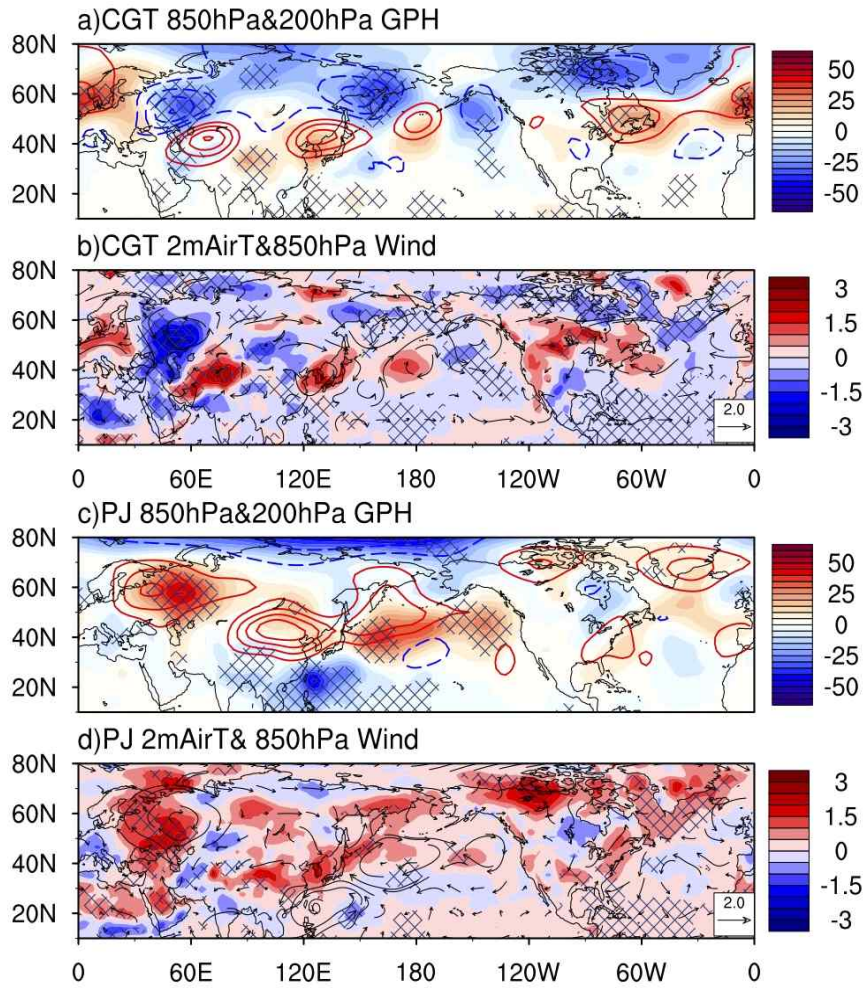 a)CGT 850hPa&200hPa GPH
80N
60N
40N
20N
50
25
0
-25
-50
b)CGT 2mAirT&850hPa Wind
80N
60N
40N
20N
2.0
3
1.5
0
-1.5
-3
0 60E 120E 180 120W 60W 0
c)PJ 850hPa&200hPa GPH
80N
60N
40N
20N
50
25
0
-25
-50
d)PJ 2mAirT& 850hPa Wind
80N
60N
40N
20N
2.0
3
1.5
0
-1.5
-3
0 60E 120E 180 120W 60W 0